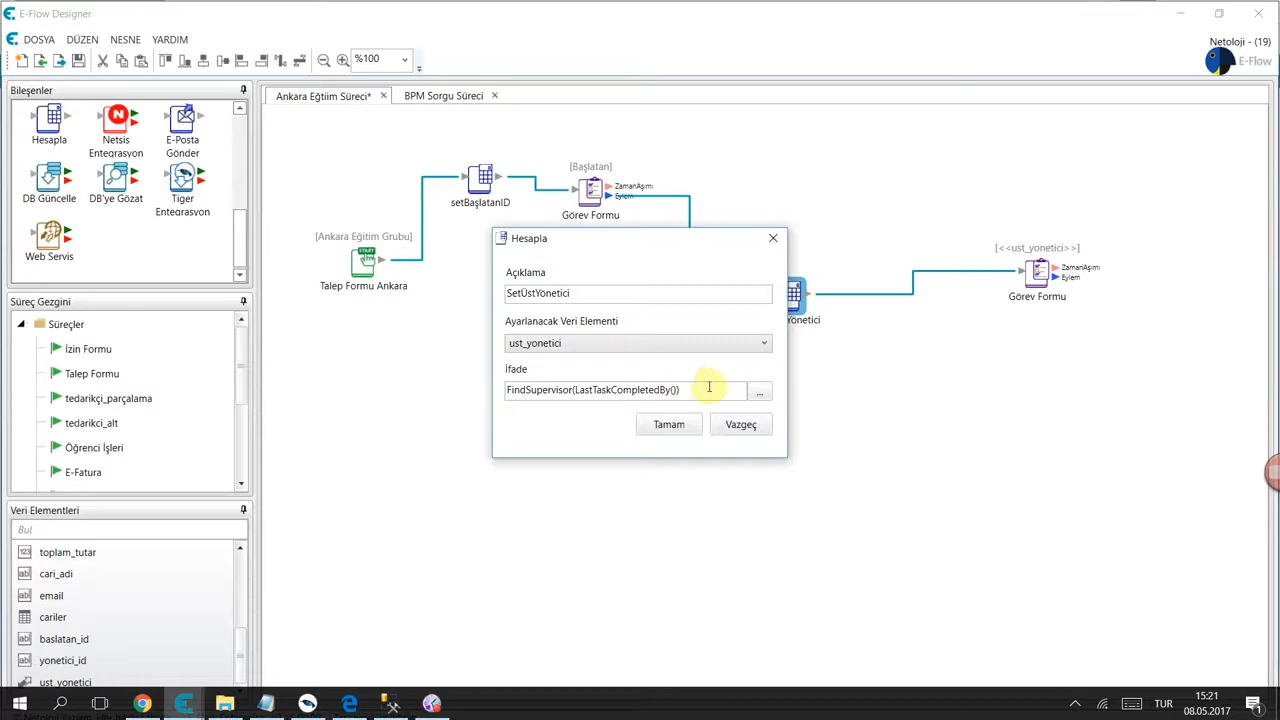 E-Flow Designer
DOSYA DÜZEN NESNE YARDIM
Netoloji - (19)
E-Flow
%100
Bileşenler
Hesapla
Netsis Entegrasyon
E-Posta Gönder
DB Güncelle
DB'ye Gözat
Tiger Entegrasyon
Web Servis
Süreç Gezgini
Süreçler
İzin Formu
Talep Formu
tedarikçi_parçalama
tedarikci_alt
Öğrenci İşleri
E-Fatura
Veri Elementleri
Bul
toplam_tutar
cari_adi
email
cariler
baslatan_id
yonetici_id
ust_yonetici
Ankara Eğtiim Süreci*
BPM Sorgu Süreci
[Ankara Eğitim Grubu]
START
Talep Formu Ankara
setBaşlatanID
[Başlatan]
ZamanAşımı
Eylem
Görev Formu
Yönetici
[<<ust_yonetici>>]
ZamanAşımı
Eylem
Görev Formu
Hesapla
Açıklama
SetÜstYönetici
Ayarlanacak Veri Elementi
ust_yonetici
İfade
FindSupervisor(LastTaskCompletedBy())
...
Tamam
Vazgeç
TUR
15:21
08.05.2017